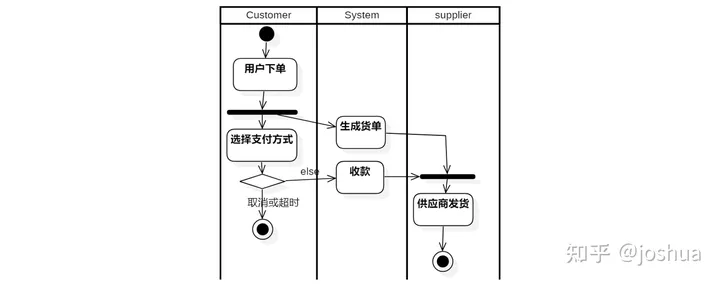 Customer
System
supplier
用户下单
生成货单
选择支付方式
else
收款
取消或超时
供应商发货
知乎 @joshua